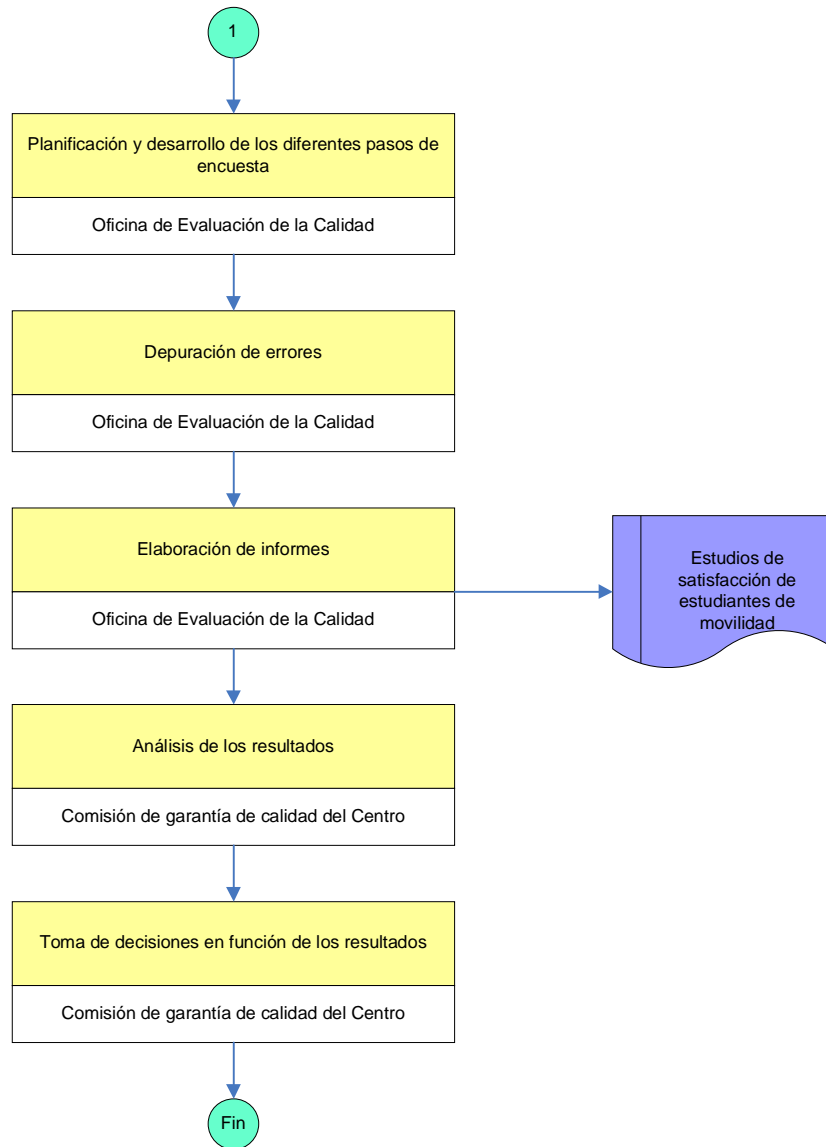 1
Planificación y desarrollo de los diferentes pasos de
encuesta
Oficina de Evaluación de la Calidad
Depuración de errores
Oficina de Evaluación de la Calidad
Elaboración de informes
Oficina de Evaluación de la Calidad
Estudios de
satisfacción de
estudiantes de
movilidad
Análisis de los resultados
Comisión de garantía de calidad del Centro
Toma de decisiones en función de los resultados
Comisión de garantía de calidad del Centro
Fin